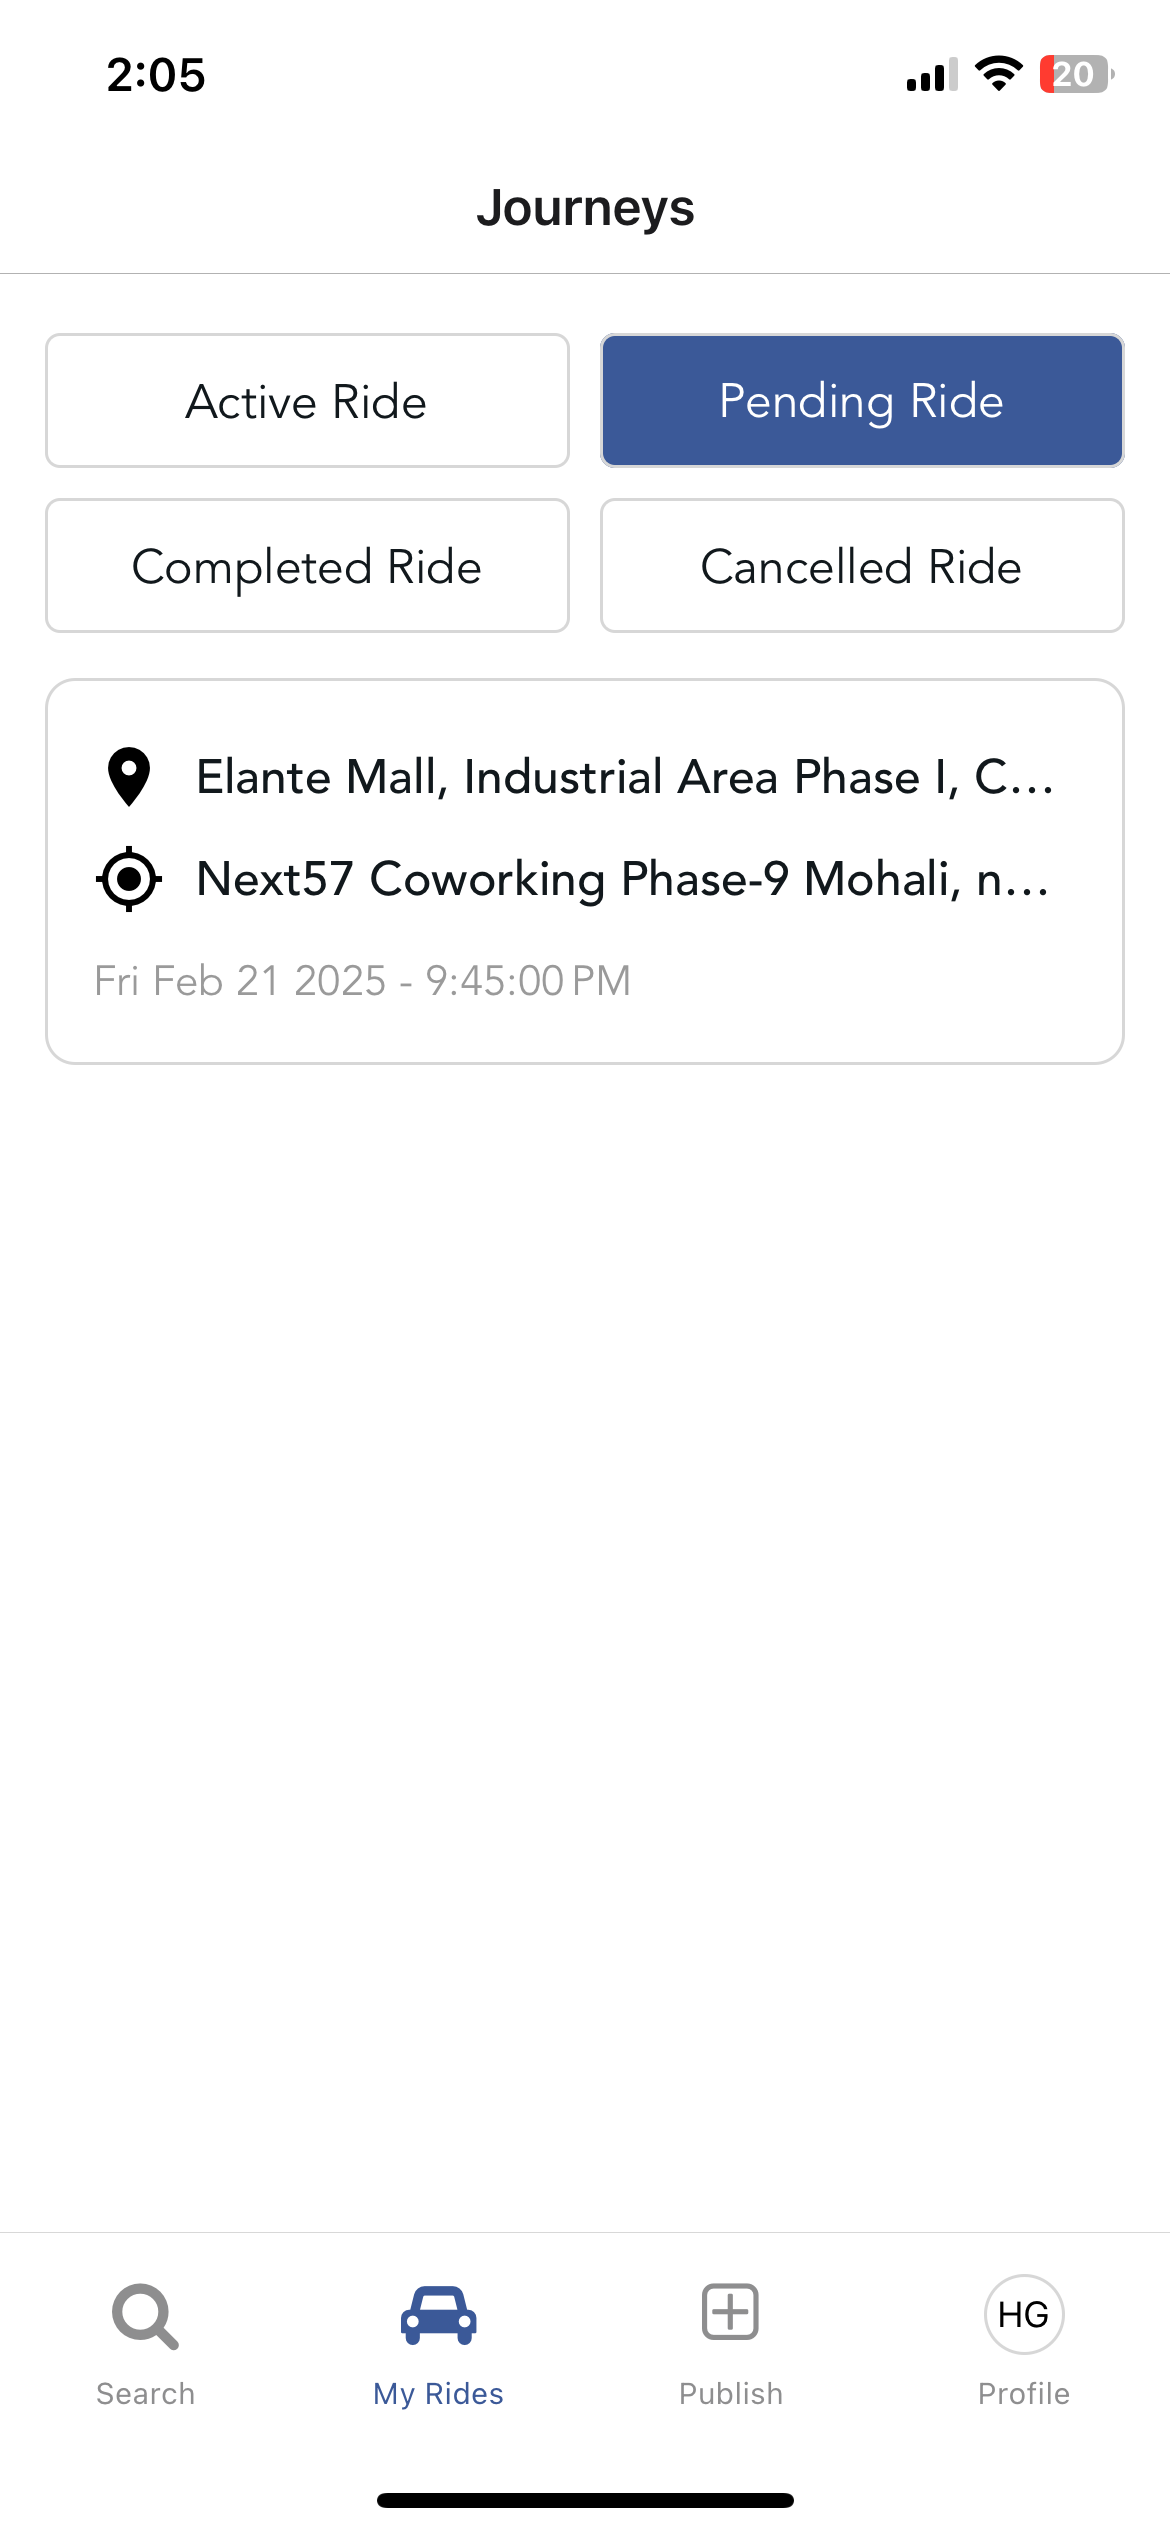 2:05
20
Journeys
Active Ride
Pending Ride
Completed Ride
Cancelled Ride
Elante Mall, Industrial Area Phase I, C...
Next57 Coworking Phase-9 Mohali, n...
Fri Feb 21 2025 - 9:45:00 PM
HG
Search
My Rides
Publish
Profile